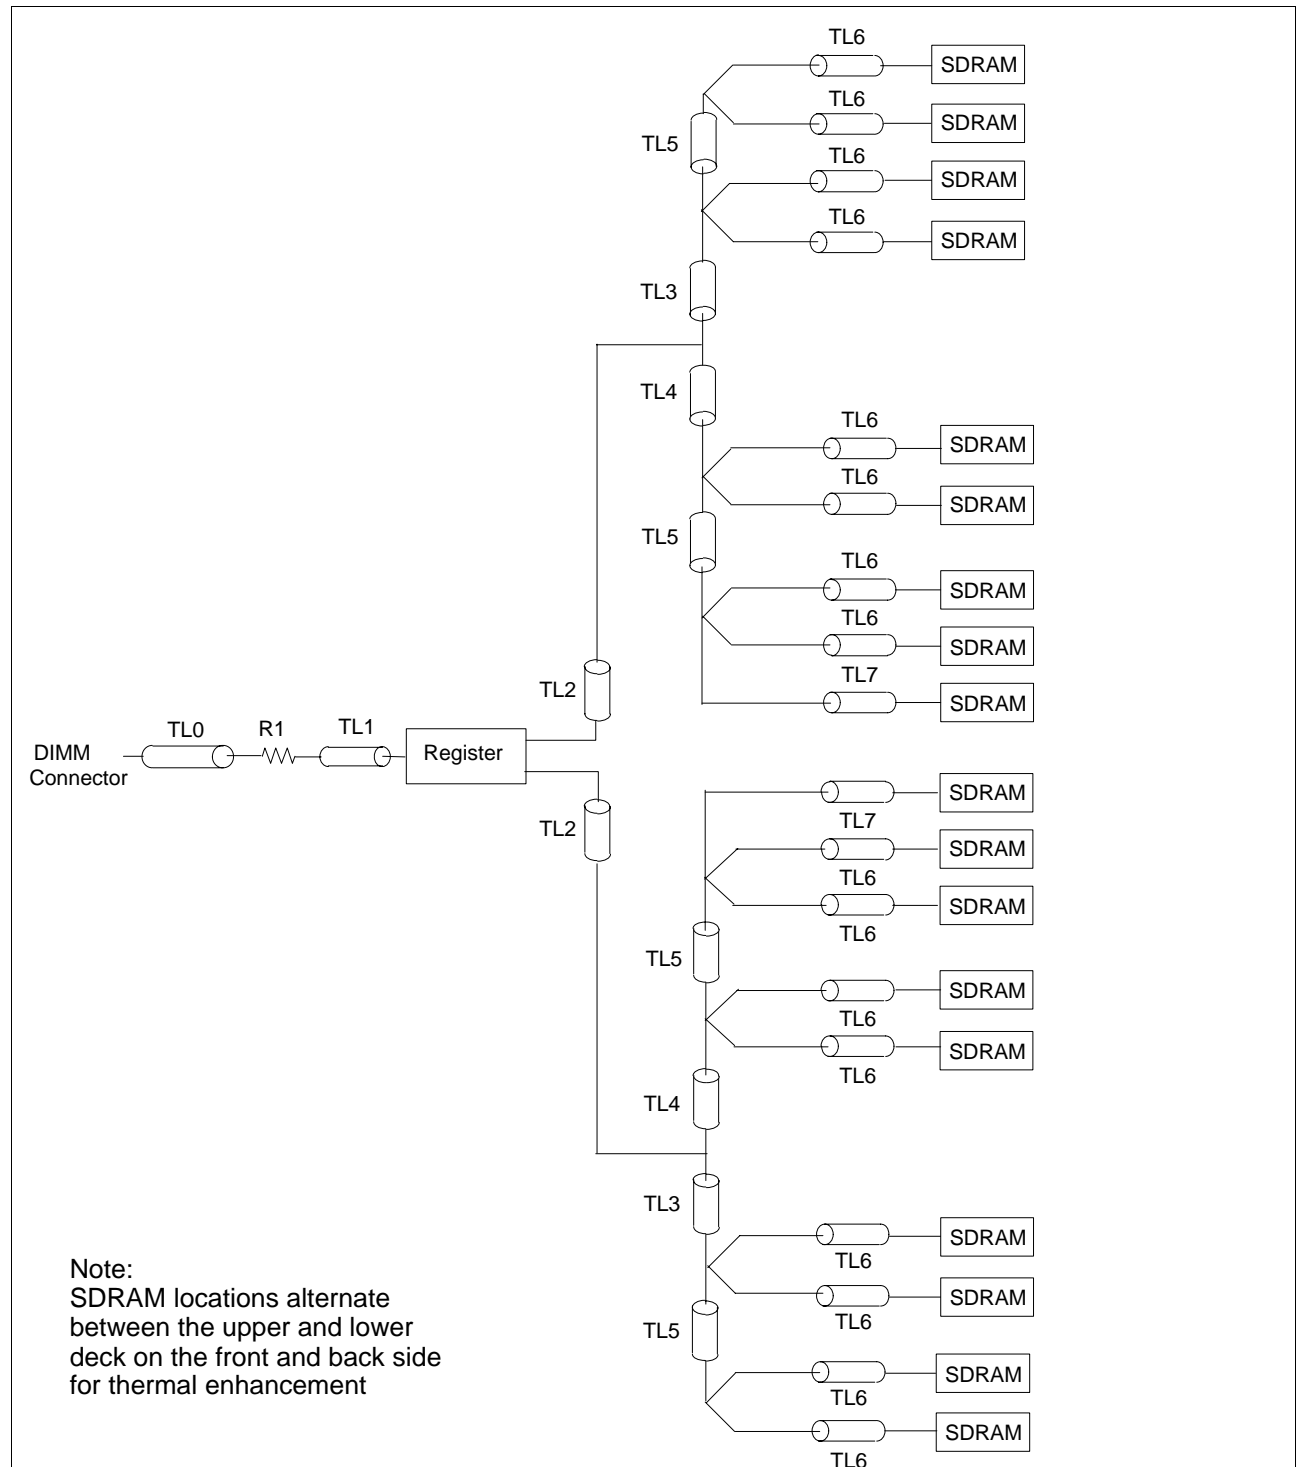 TL6
SDRAM
TL6
SDRAM
TL5
TL6
SDRAM
TL6
SDRAM
TL3
TL4
TL6
SDRAM
TL6
SDRAM
TL5
TL6
SDRAM
TL6
SDRAM
TL7
SDRAM
TL2
TL0
R1
TL1
Register
DIMM
Connector
TL2
SDRAM
TL7
SDRAM
TL6
SDRAM
TL6
TL5
SDRAM
TL6
SDRAM
TL6
TL4
TL3
SDRAM
TL6
SDRAM
TL6
TL5
SDRAM
TL6
SDRAM
TL6
Note:
SDRAM locations alternate
between the upper and lower
deck on the front and back side
for thermal enhancement